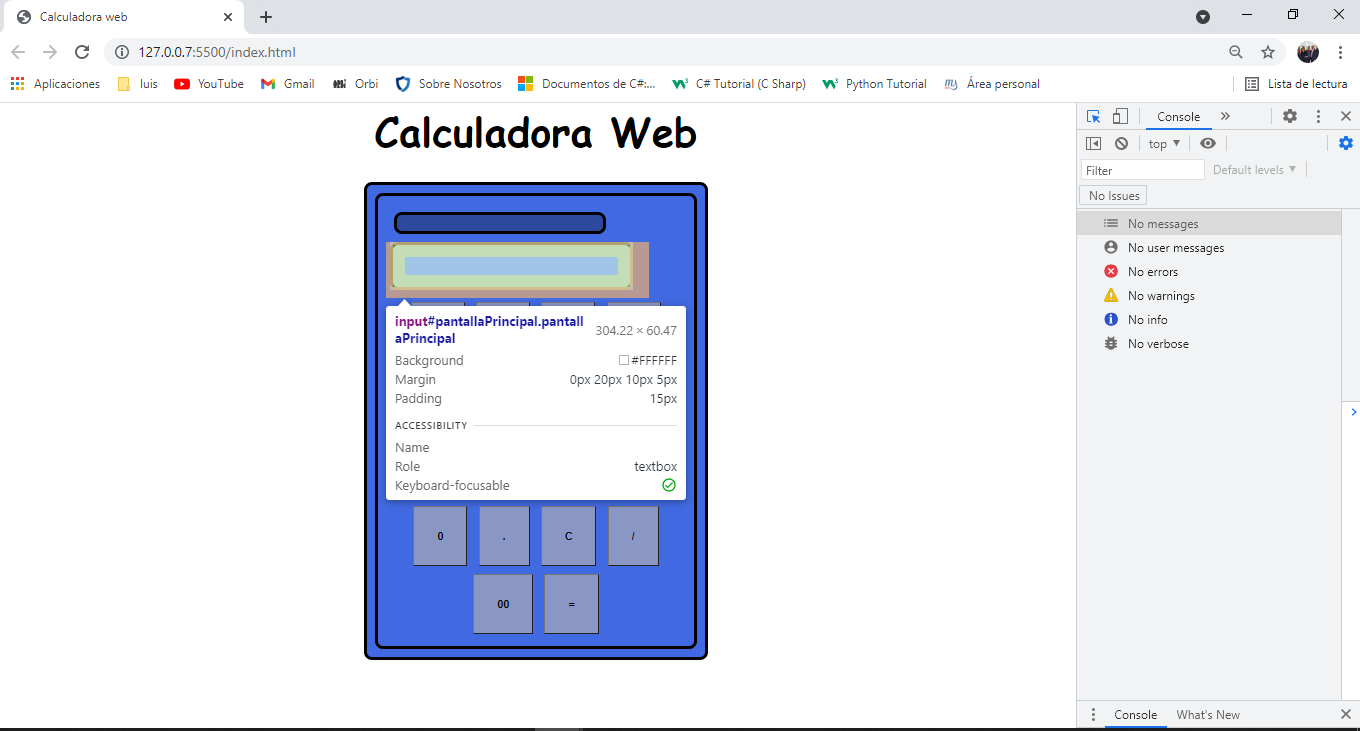 Calculadora web
127.0.0.7:5500/index.html
Aplicaciones luis YouTube Gmail Orbi Sobre Nosotros Documentos de C#:... C# Tutorial (C Sharp) Python Tutorial Área personal Lista de lectura
Calculadora Web
input#pantallaPrincipal.pantall
aPrincipal
304.22 × 60.47
Background #FFFFFF
Margin 0px 20px 10px 5px
Padding 15px
ACCESSIBILITY
Name
Role textbox
Keyboard-focusable
0 . C /
00 =
Console
top
Filter Default levels
No Issues
No messages
No user messages
No errors
No warnings
No info
No verbose
Console What's New